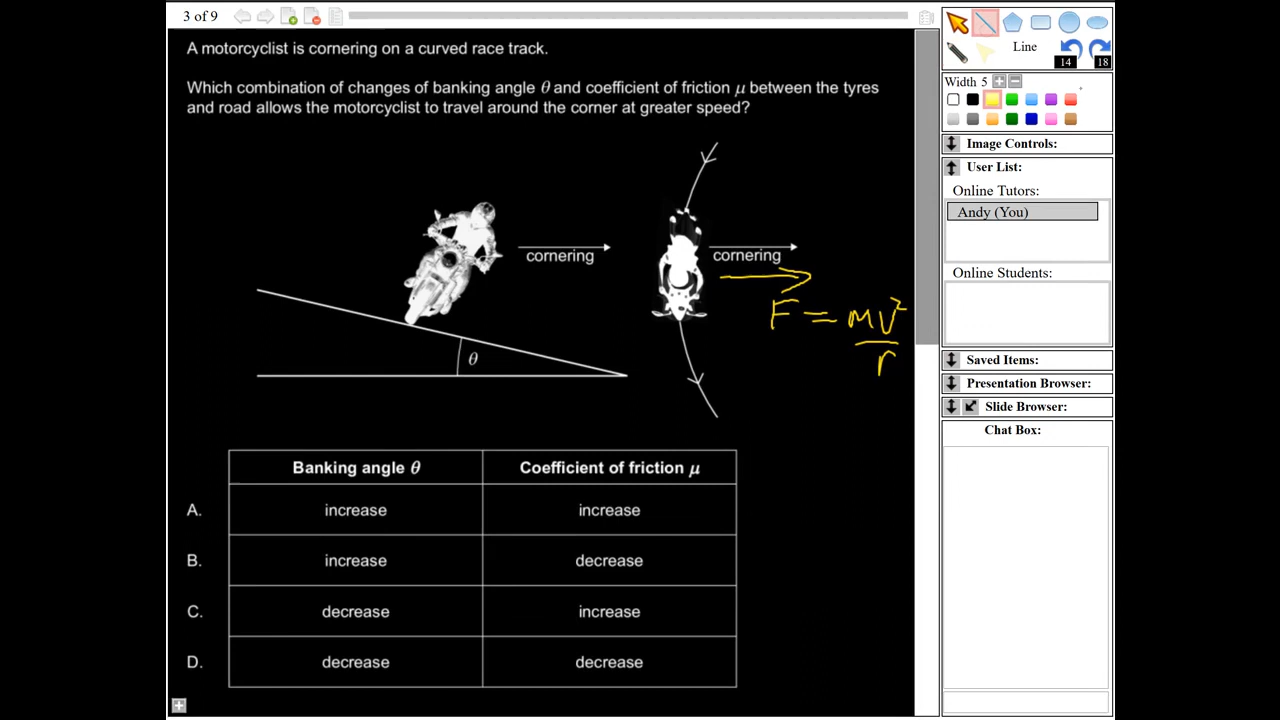 3 of 9
A motorcyclist is cornering on a curved race track.
Which combination of changes of banking angle θ and coefficient of friction μ between the tyres
and road allows the motorcyclist to travel around the corner at greater speed?
cornering
cornering
F = mv²
r
θ
Banking angle θ Coefficient of friction μ
A. increase increase
B. increase decrease
C. decrease increase
D. decrease decrease
Line
14 18
Width 5
Image Controls:
User List:
Online Tutors:
Andy (You)
Online Students:
Saved Items:
Presentation Browser:
Slide Browser:
Chat Box: